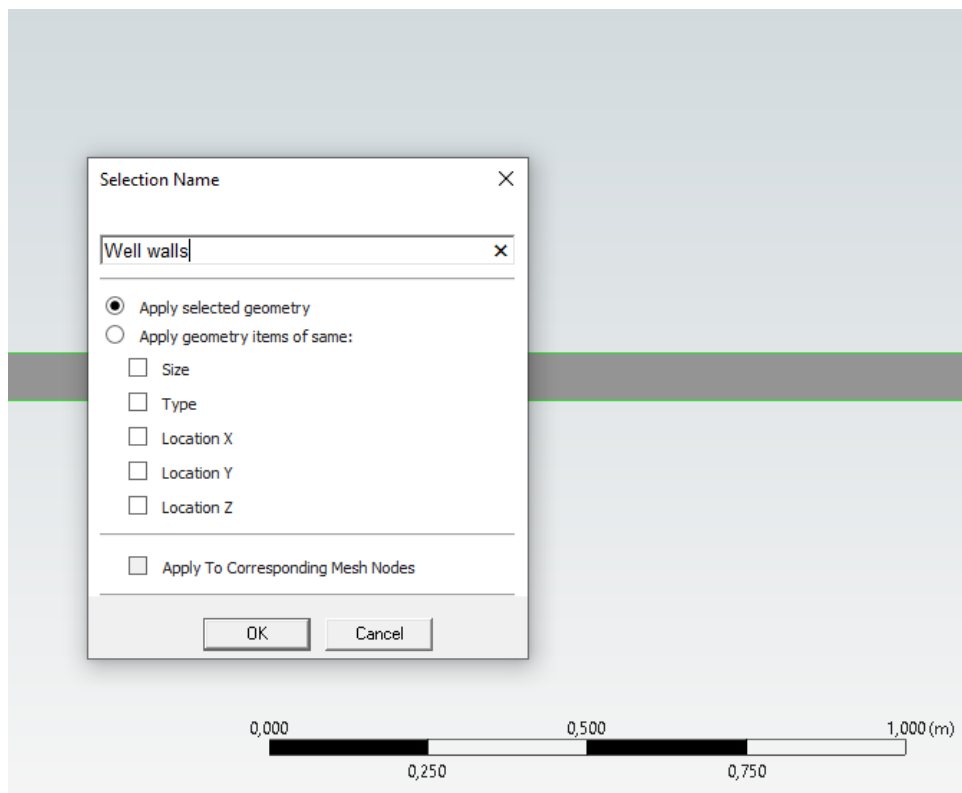 Selection Name
Well walls
Apply selected geometry
Apply geometry items of same:
Size
Type
Location X
Location Y
Location Z
Apply To Corresponding Mesh Nodes
OK Cancel
0,000 0,500 1,000 (m)
0,250 0,750